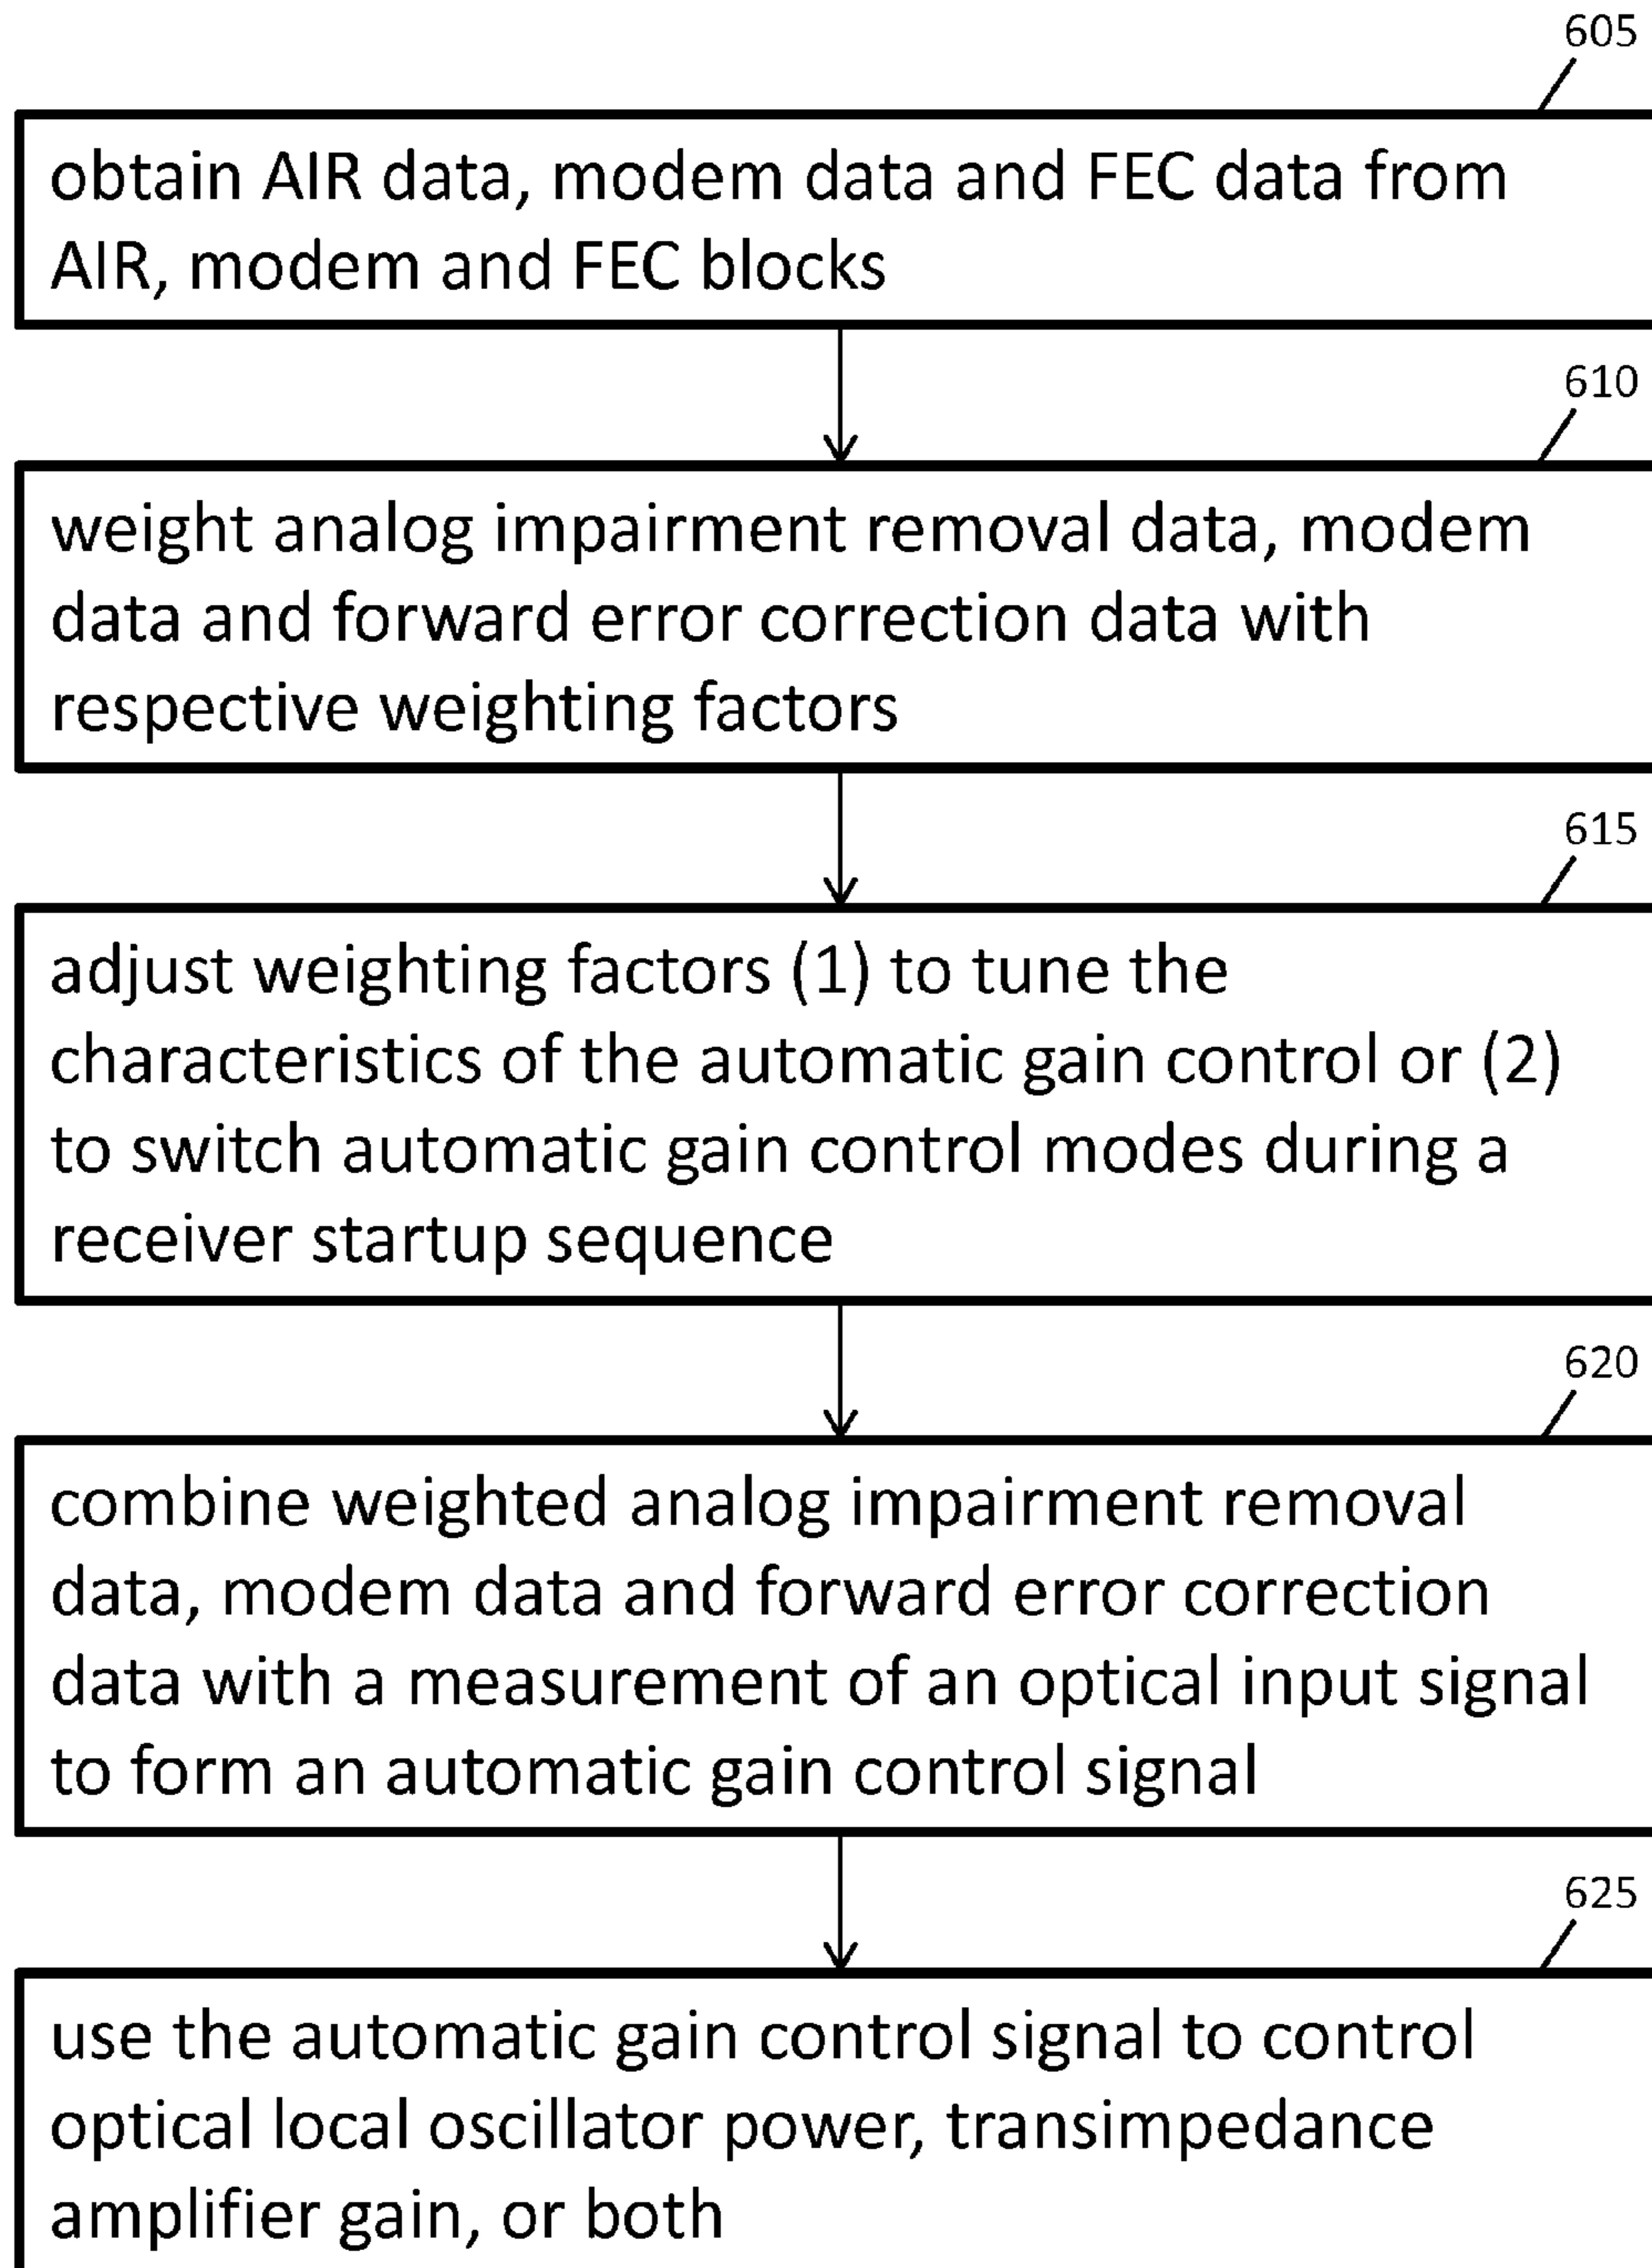 605
obtain AIR data, modem data and FEC data from
AIR, modem and FEC blocks
610
weight analog impairment removal data, modem
data and forward error correction data with
respective weighting factors
615
adjust weighting factors (1) to tune the
characteristics of the automatic gain control or (2)
to switch automatic gain control modes during a
receiver startup sequence
620
combine weighted analog impairment removal
data, modem data and forward error correction
data with a measurement of an optical input signal
to form an automatic gain control signal
625
use the automatic gain control signal to control
optical local oscillator power, transimpedance
amplifier gain, or both